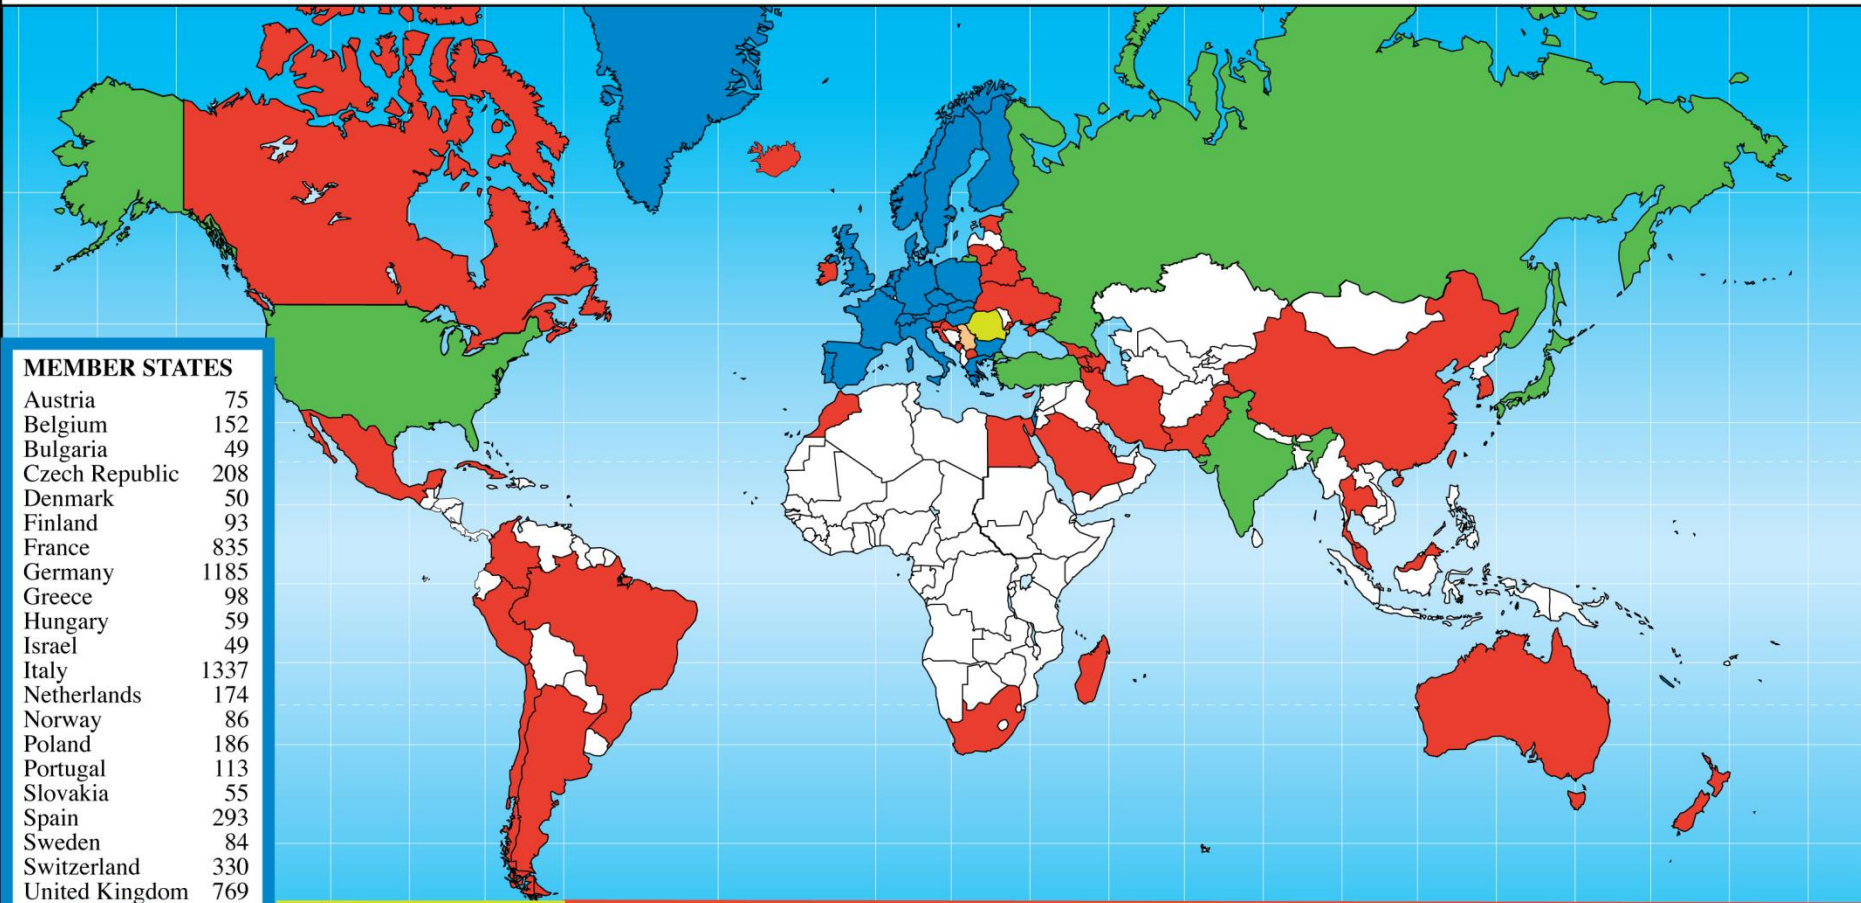 MEMBER STATES
Austria 75
Belgium 152
Bulgaria 49
Czech Republic 208
Denmark 50
Finland 93
France 835
Germany 1185
Greece 98
Hungary 59
Israel 49
Italy 1337
Netherlands 174
Norway 86
Poland 186
Portugal 113
Slovakia 55
Spain 293
Sweden 84
Switzerland 330
United Kingdom 769